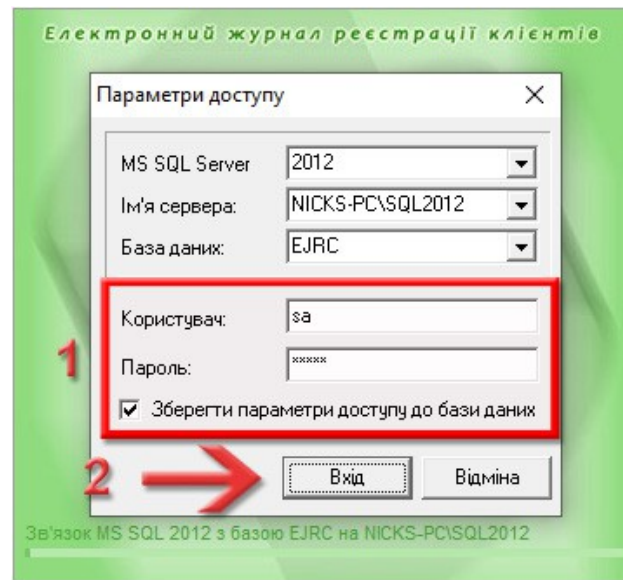 Електронний журнал реєстрації клієнтів
Параметри доступу
MS SQL Server 2012
Ім'я сервера: NICKS-PC\SQL2012
База даних: EJRC
Користувач: sa
1
Пароль: *****
Зберегти параметри доступу до бази даних
2
Вхід Відміна
Зв'язок MS SQL 2012 з базою EJRC на NICKS-PC\SQL2012